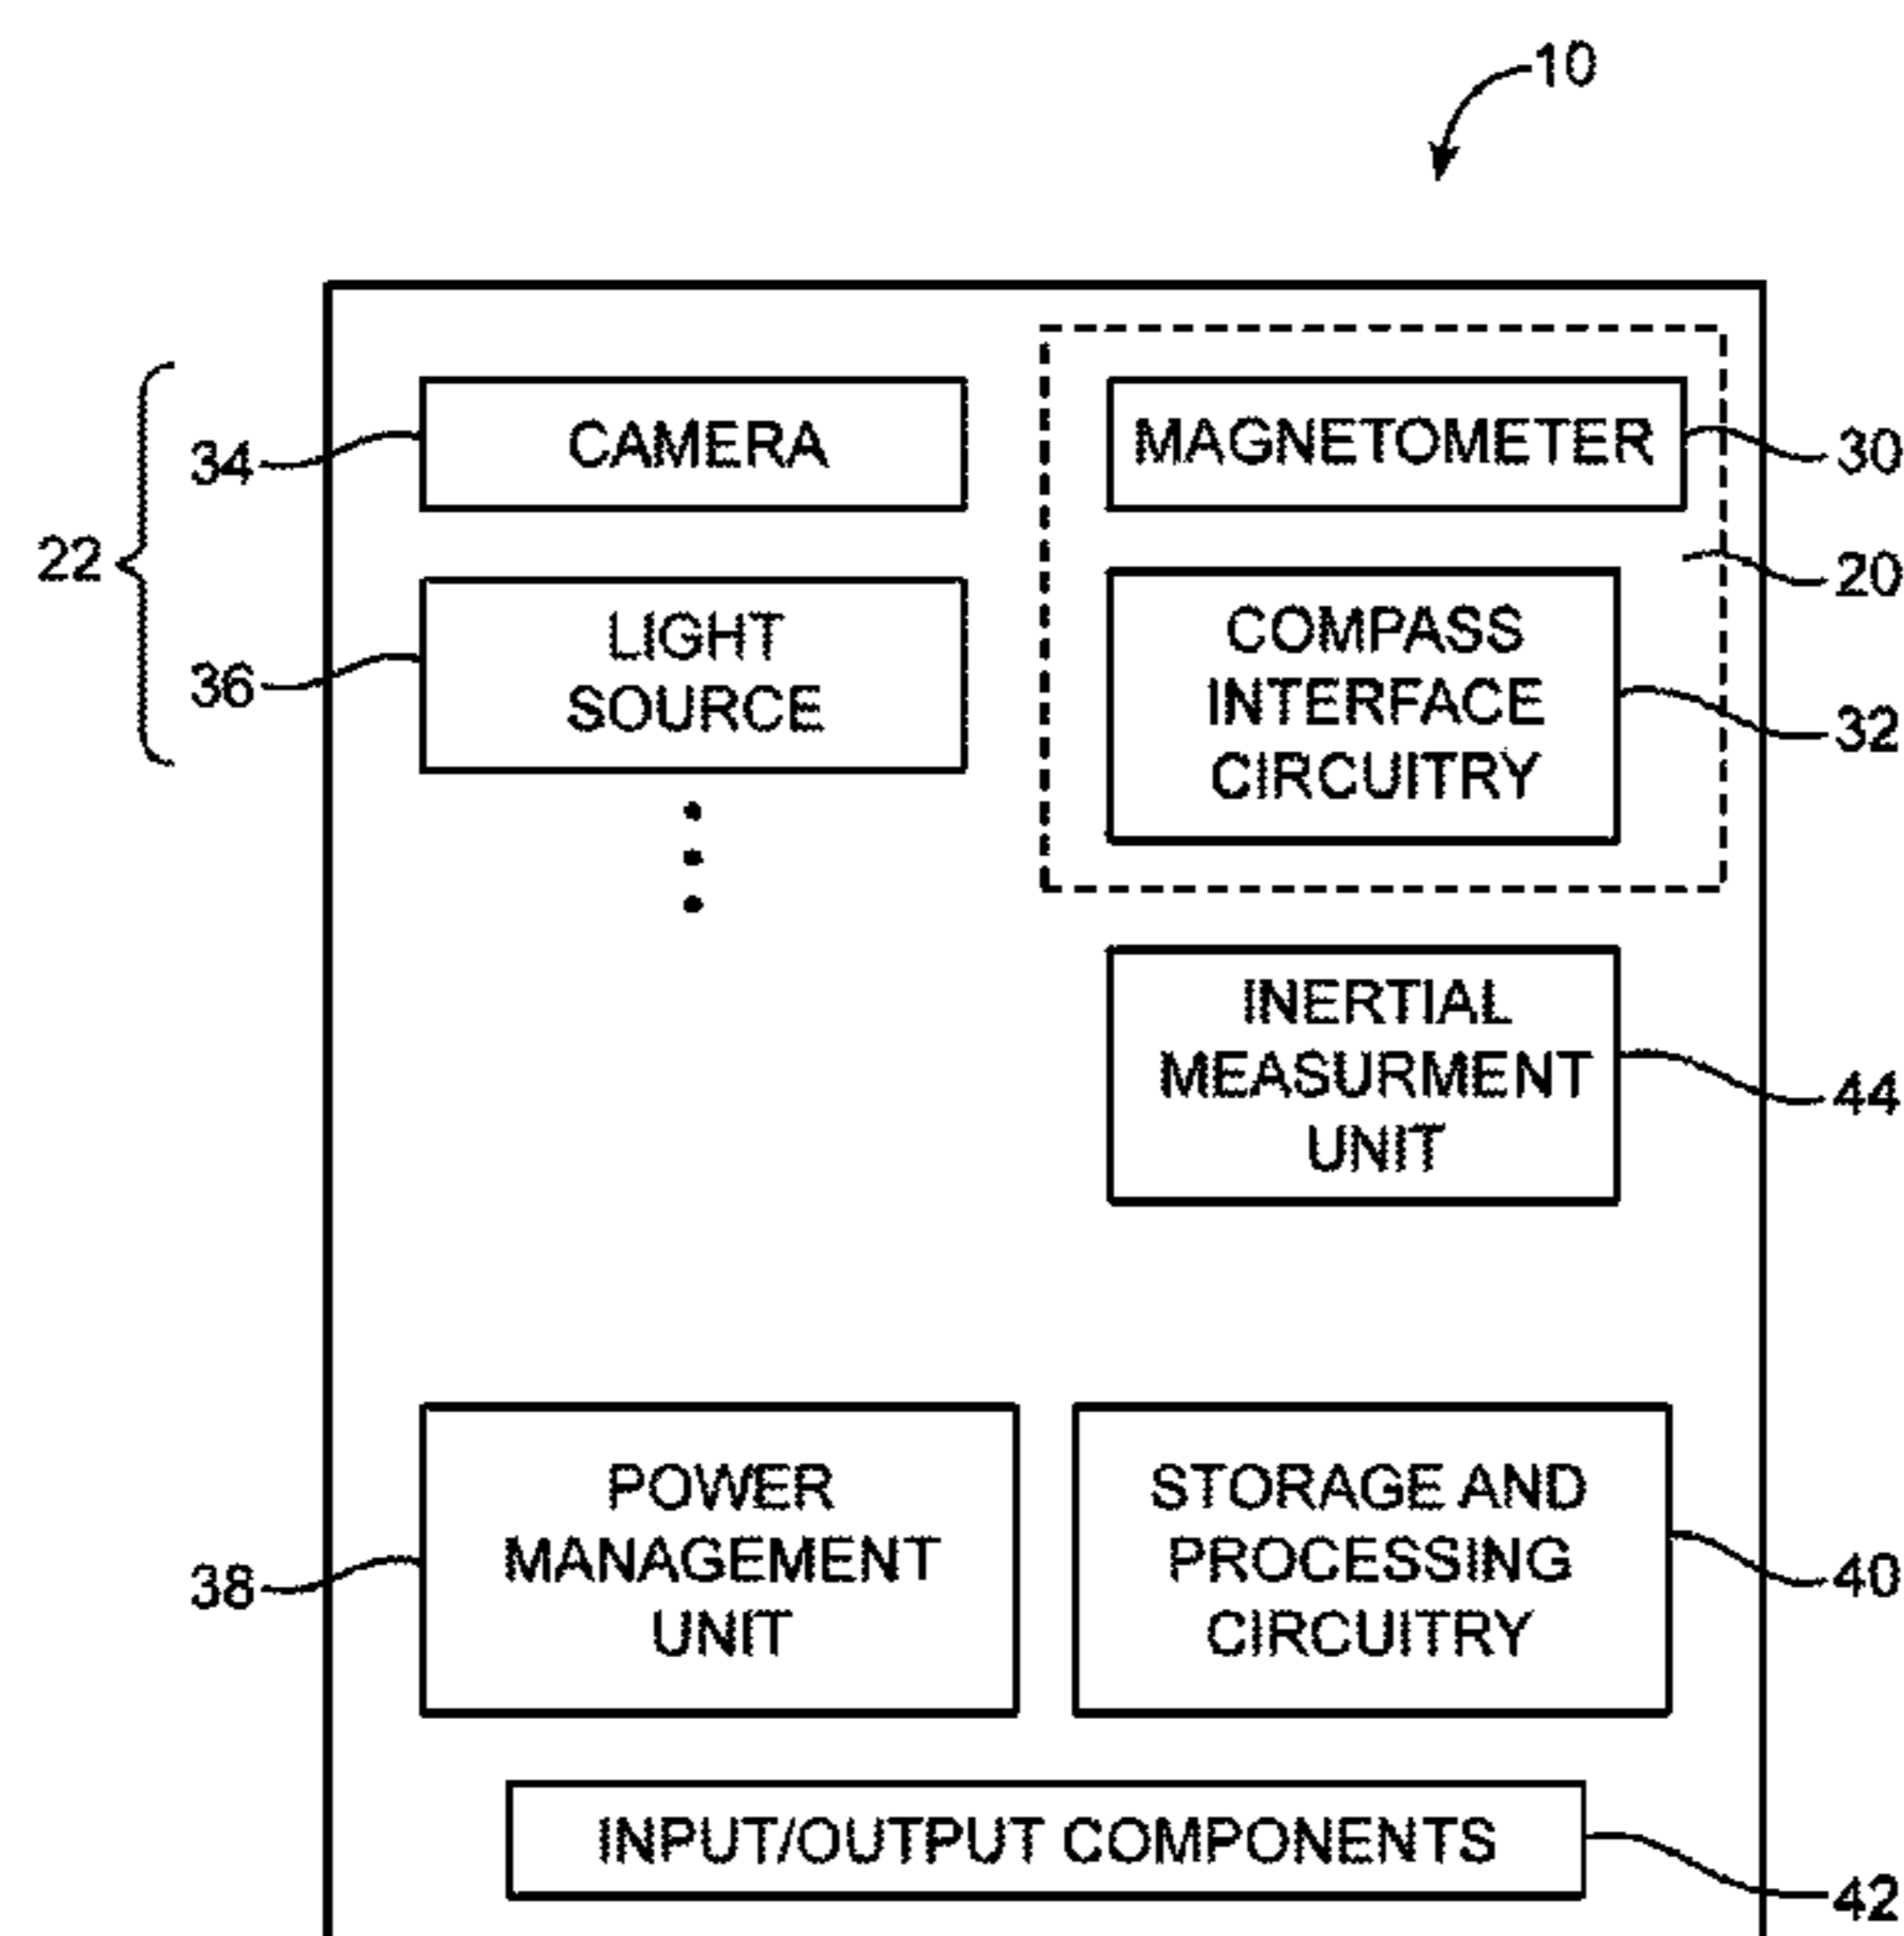 10
CAMERA
34
MAGNETOMETER
30
22
20
LIGHT
SOURCE
36
COMPASS
INTERFACE
CIRCUITRY
32
INERTIAL
MEASURMENT
UNIT
44
POWER
MANAGEMENT
UNIT
38
STORAGE AND
PROCESSING
CIRCUITRY
40
INPUT/OUTPUT COMPONENTS
42